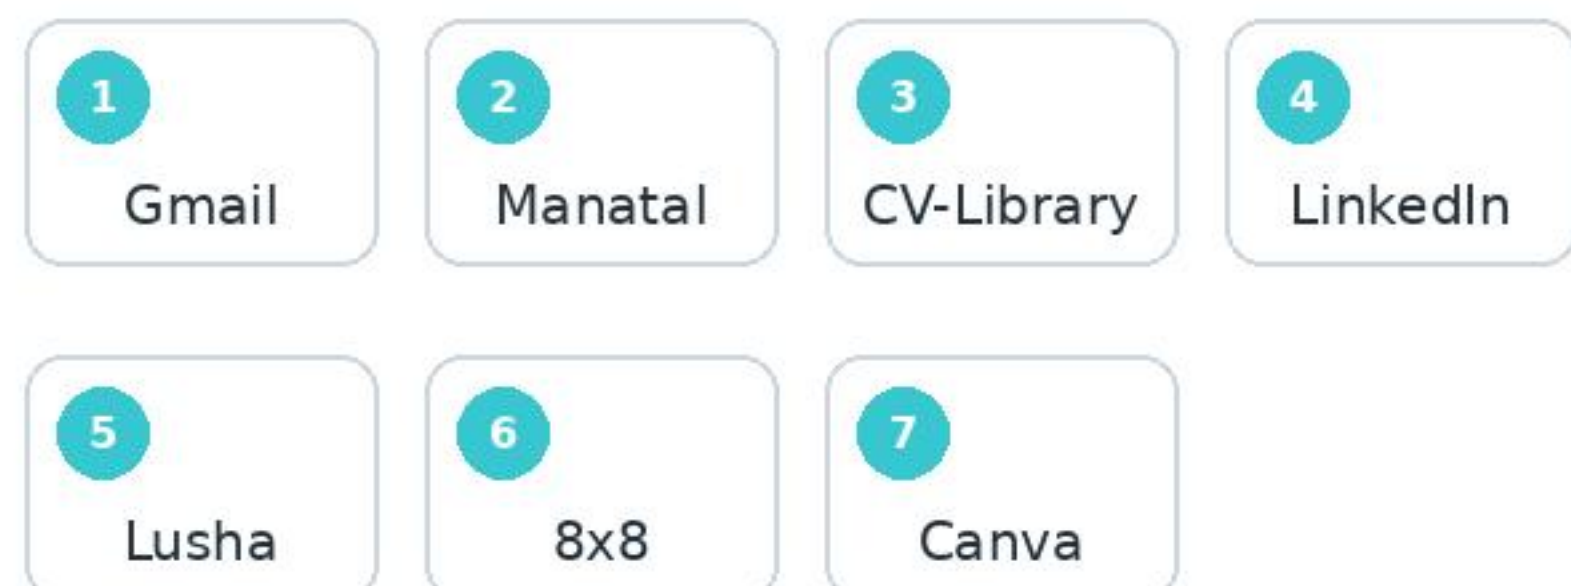 1
2
3
4
Gmail
Manatal
CV-Library
LinkedIn
5
6
7
Lusha
8x8
Canva